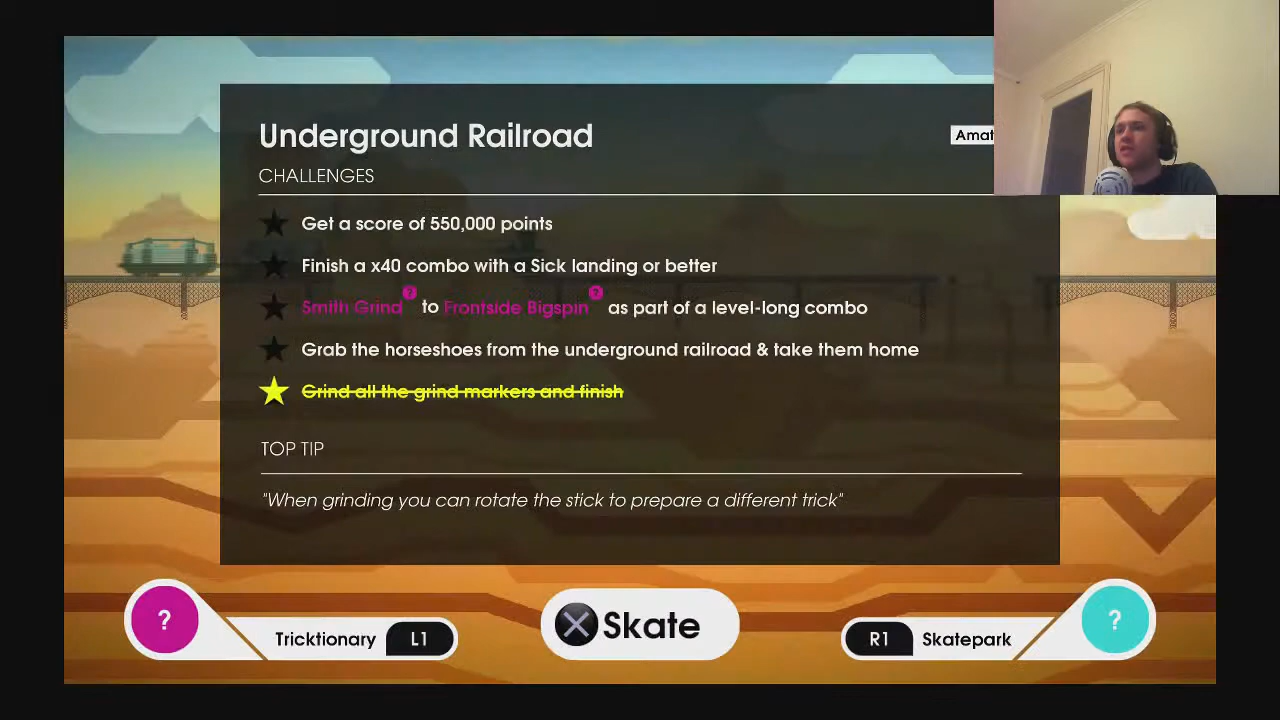 Underground Railroad
Amat
CHALLENGES
Get a score of 550,000 points
Finish a x40 combo with a Sick landing or better
Smith Grind ? to Frontside Bigspin ? as part of a level-long combo
Grab the horseshoes from the underground railroad & take them home
Grind all the grind markers and finish
TOP TIP
"When grinding you can rotate the stick to prepare a different trick"
? Tricktionary L1
Skate
R1 Skatepark ?